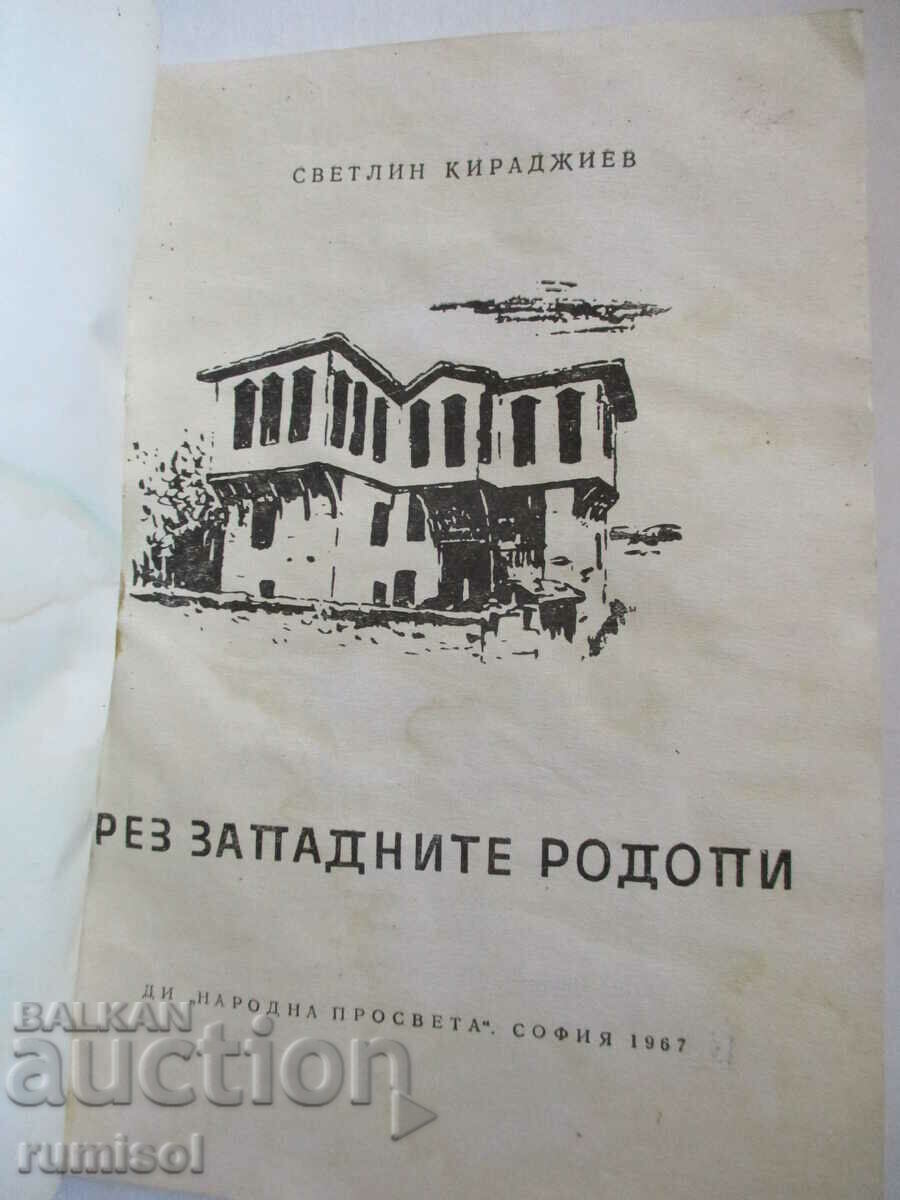 СВЕТЛИН КИРАДЖИЕВ
РЕЗ ЗАПАДНИТЕ РОДОПИ
ДИ „НАРОДНА ПРОСВЕТА". СОФИЯ 1967
BALKAN
auction
rumisol